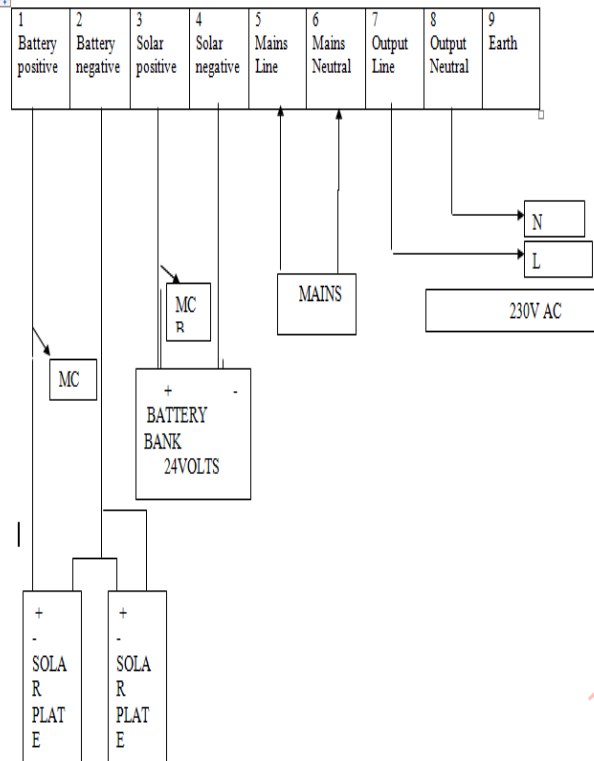 1
Battery
positive
2
Battery
negative
3
Solar
positive
4
Solar
negative
5
Mains
Line
6
Mains
Neutral
7
Output
Line
8
Output
Neutral
9
Earth
N
L
230V AC
MAINS
MC
B
MC
+ -
BATTERY
BANK
24VOLTS
+
-
SOLA
R
PLAT
E
+
-
SOLA
R
PLAT
E